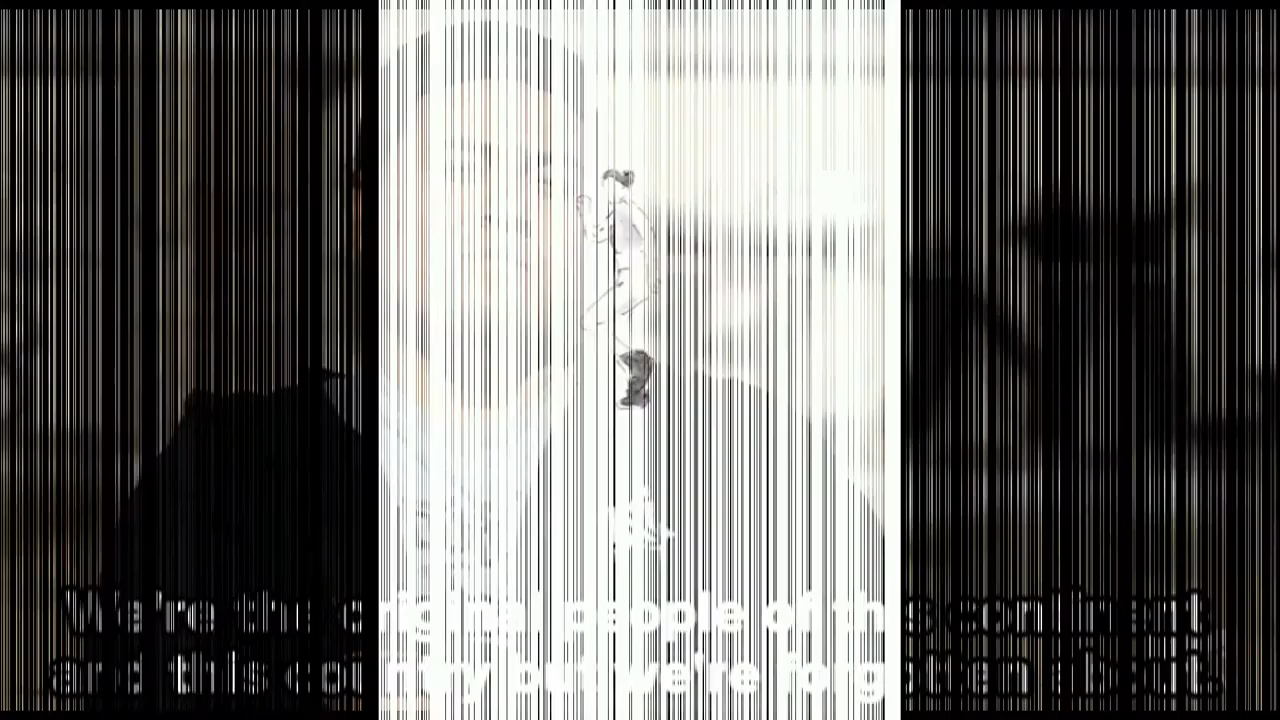 We're the original people of this continent
and this country but we're forgotten about.